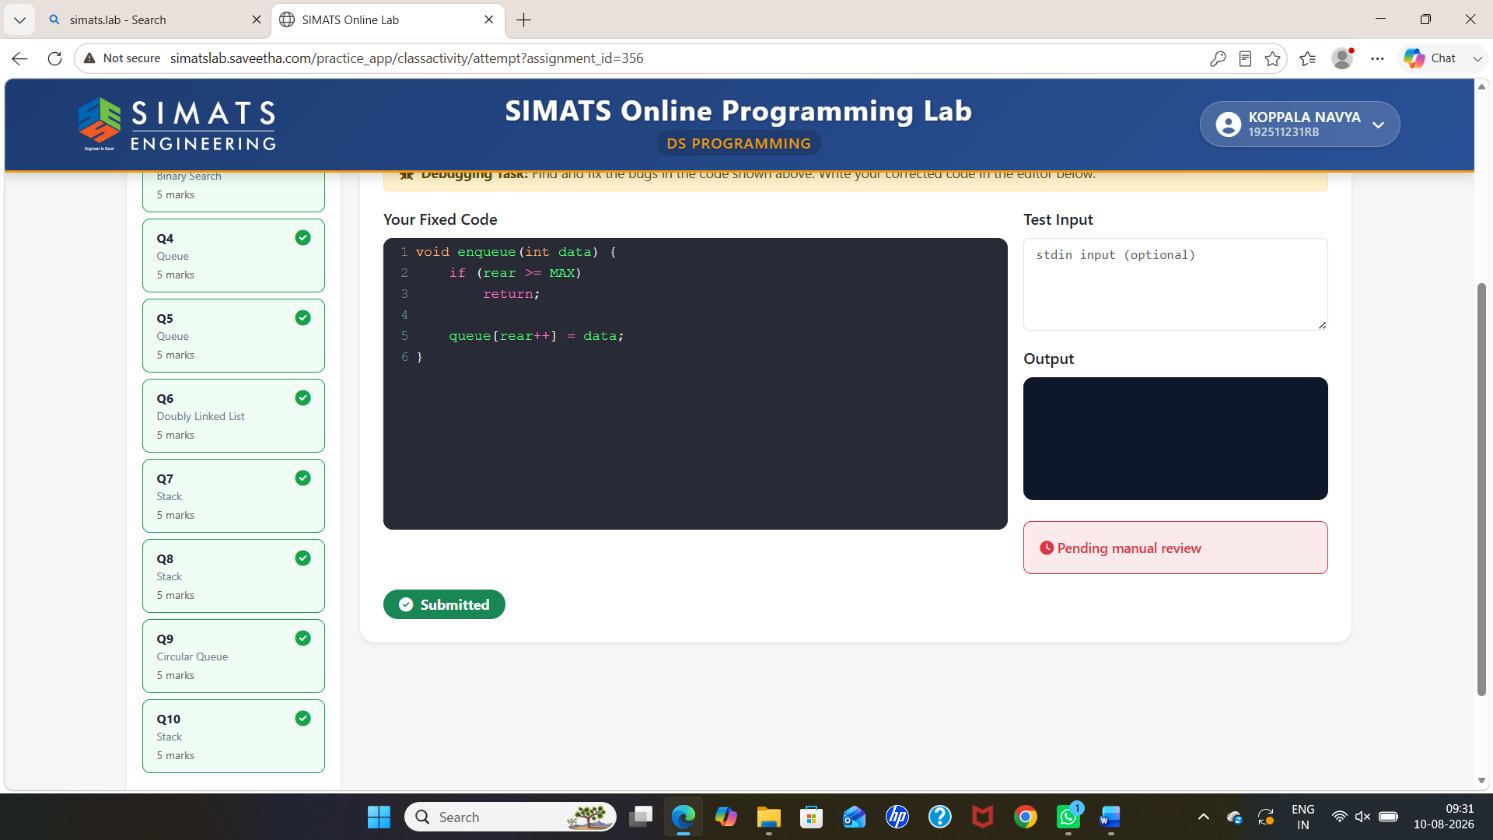 simats.lab - Search
SIMATS Online Lab
Not secure
simatslab.saveetha.com/practice_app/classactivity/attempt?assignment_id=356
Chat
SIMATS
ENGINEERING
Engineer to Excel
SIMATS Online Programming Lab
DS PROGRAMMING
KOPPALA NAVYA
192511231RB
Binary Search
5 marks
Q4
Queue
5 marks
Q5
Queue
5 marks
Q6
Doubly Linked List
5 marks
Q7
Stack
5 marks
Q8
Stack
5 marks
Q9
Circular Queue
5 marks
Q10
Stack
5 marks
Debugging Task: Find and fix the bugs in the code shown above. Write your corrected code in the editor below.
Your Fixed Code
1 void enqueue(int data) {
2     if (rear >= MAX)
3         return;
4
5     queue[rear++] = data;
6 }
Submitted
Test Input
stdin input (optional)
Output
Pending manual review
Search
1
ENG
IN
09:31
10-08-2026